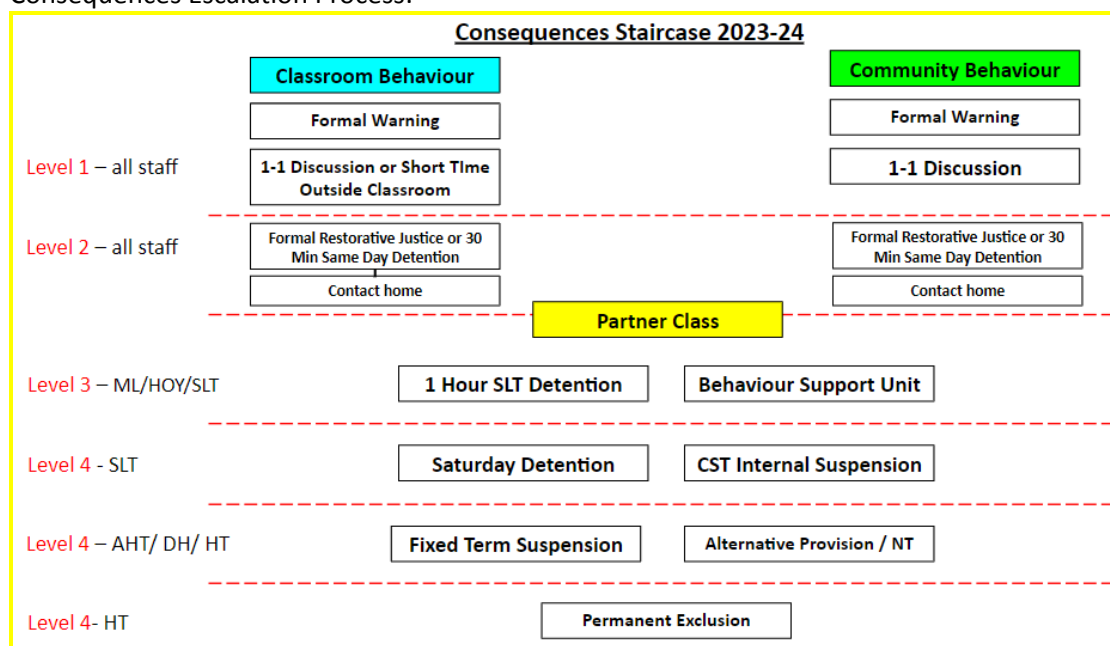 Consequences Escalation Process:
Consequences Staircase 2023-24
Classroom Behaviour
Community Behaviour
Formal Warning
Formal Warning
Level 1 – all staff
1-1 Discussion or Short TIme
Outside Classroom
1-1 Discussion
Level 2 – all staff
Formal Restorative Justice or 30
Min Same Day Detention
Formal Restorative Justice or 30
Min Same Day Detention
Contact home
Contact home
Partner Class
Level 3 – ML/HOY/SLT
1 Hour SLT Detention
Behaviour Support Unit
Level 4 - SLT
Saturday Detention
CST Internal Suspension
Level 4 – AHT/ DH/ HT
Fixed Term Suspension
Alternative Provision / NT
Level 4- HT
Permanent Exclusion